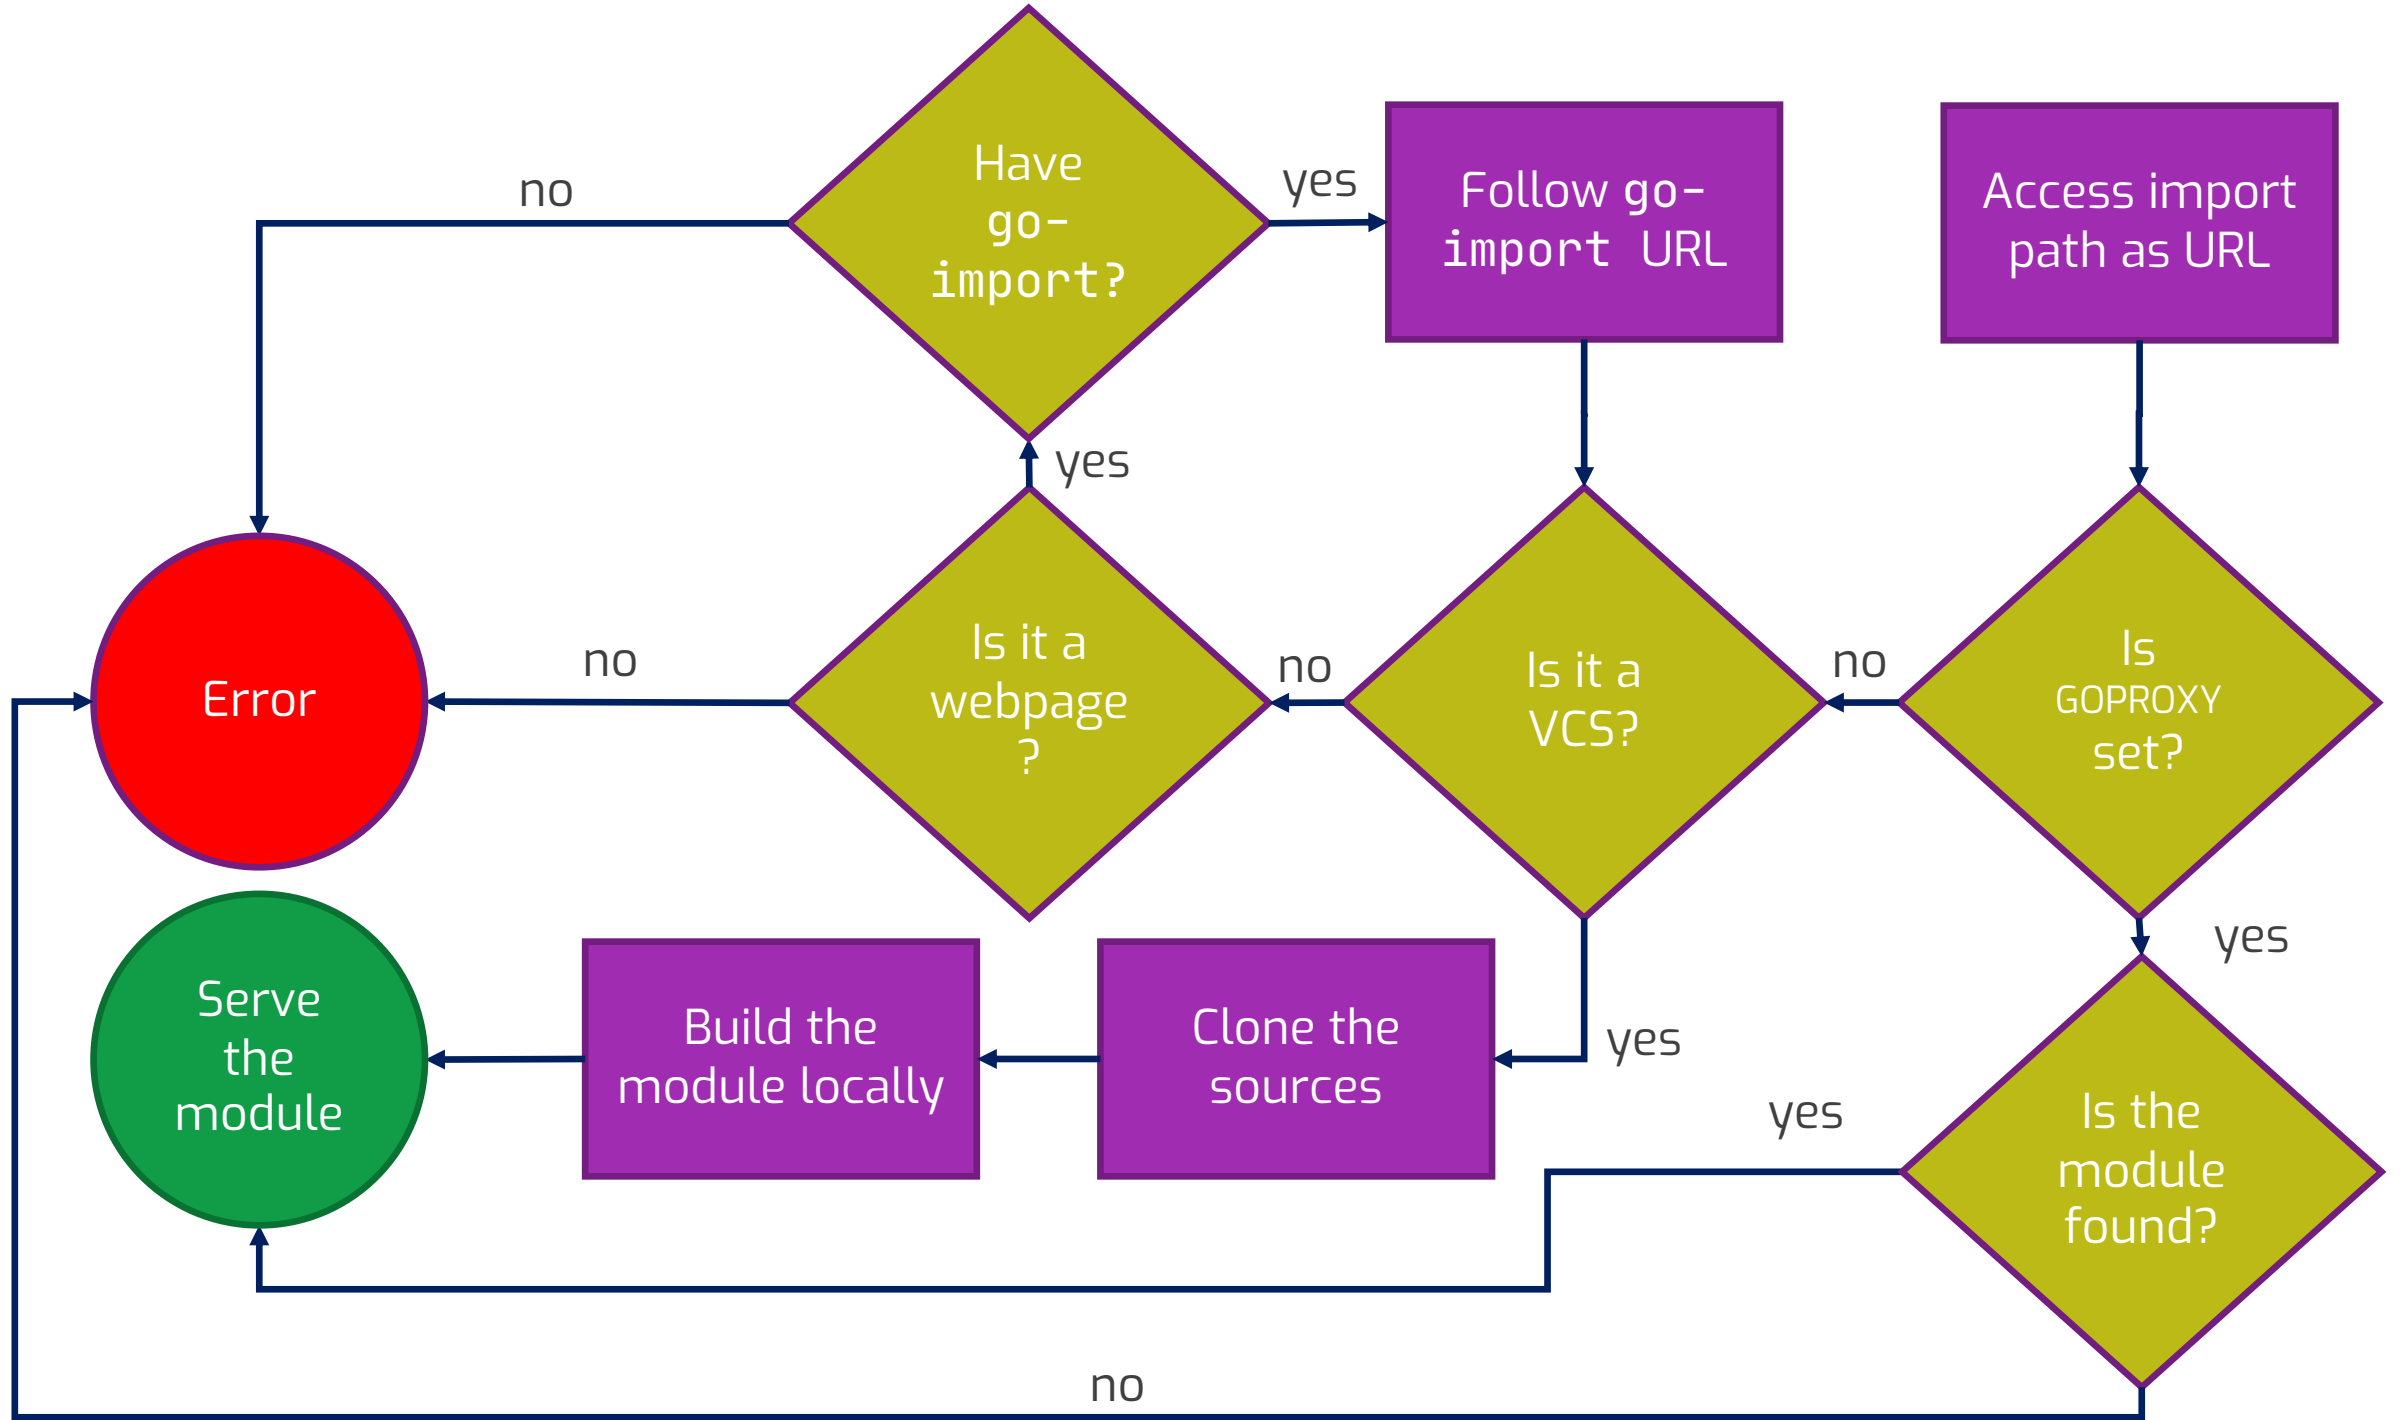 Have
go-
import?
no
yes
Follow go-
import URL
Access import
path as URL
yes
Error
no
Is it a
webpage
?
no
Is it a
VCS?
no
Is
GOPROXY
set?
yes
Serve
the
module
Build the
module locally
Clone the
sources
yes
yes
Is the
module
found?
no